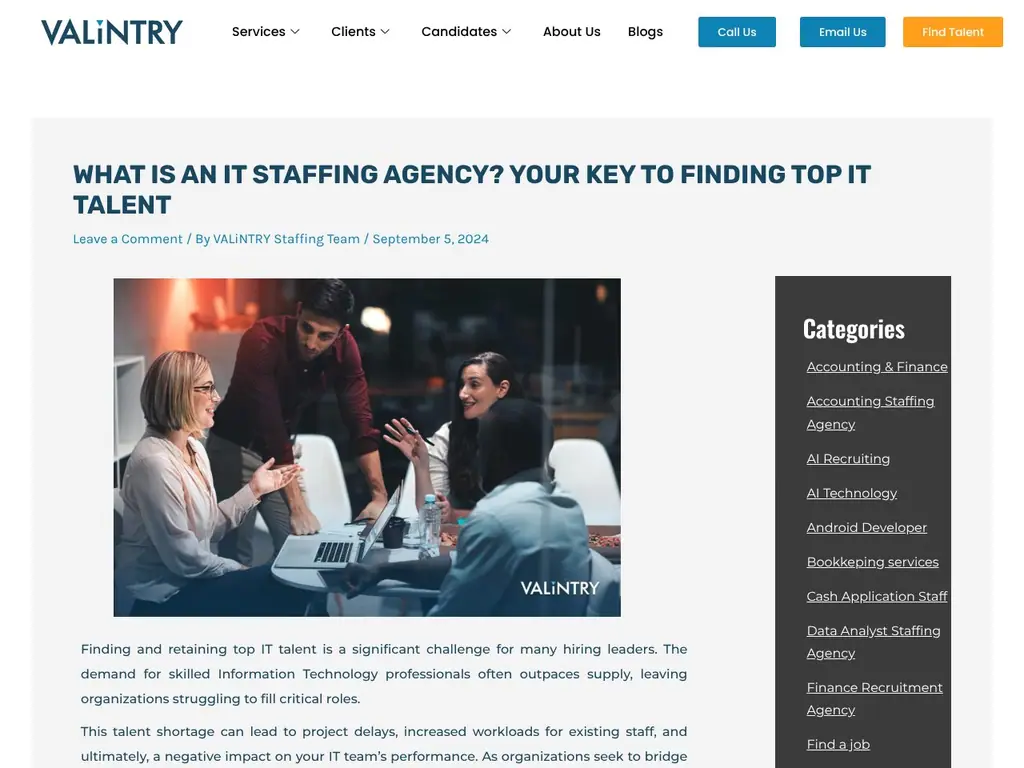 VALiNTRY
Services
Clients
Candidates
About Us
Blogs
Call Us
Email Us
Find Talent
WHAT IS AN IT STAFFING AGENCY? YOUR KEY TO FINDING TOP IT
TALENT
Leave a Comment / By VALiNTRY Staffing Team / September 5, 2024
VALiNTRY
Finding and retaining top IT talent is a significant challenge for many hiring leaders. The
demand for skilled Information Technology professionals often outpaces supply, leaving
organizations struggling to fill critical roles.
This talent shortage can lead to project delays, increased workloads for existing staff, and
ultimately, a negative impact on your IT team's performance. As organizations seek to bridge
Categories
Accounting & Finance
Accounting Staffing
Agency
AI Recruiting
AI Technology
Android Developer
Bookkeping services
Cash Application Staff
Data Analyst Staffing
Agency
Finance Recruitment
Agency
Find a job